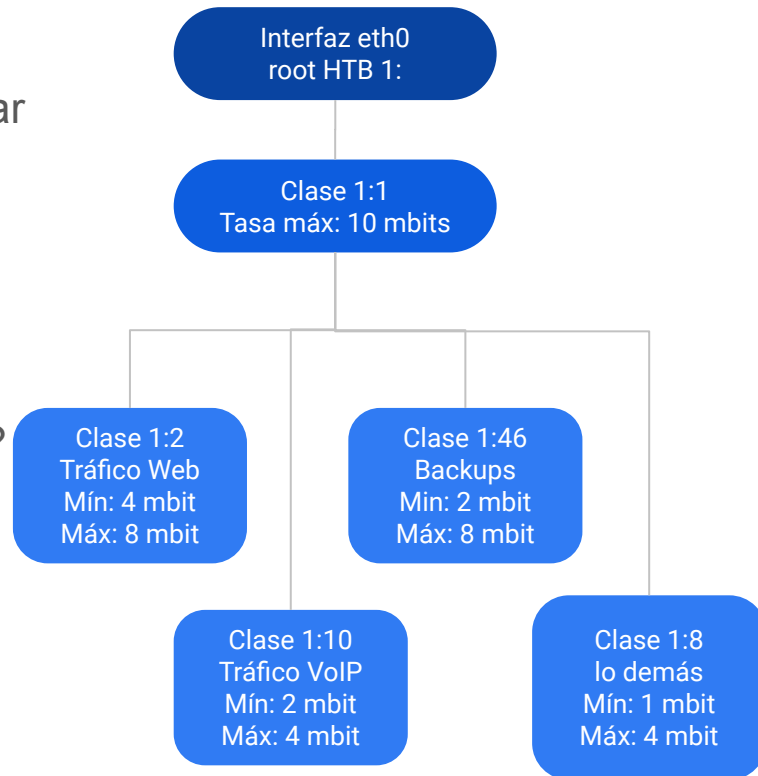 Interfaz eth0
root HTB 1:
ar
Clase 1:1
Tasa máx: 10 mbits
?
Clase 1:2
Tráfico Web
Mín: 4 mbit
Máx: 8 mbit
Clase 1:46
Backups
Min: 2 mbit
Máx: 8 mbit
Clase 1:10
Tráfico VoIP
Mín: 2 mbit
Máx: 4 mbit
Clase 1:8
lo demás
Mín: 1 mbit
Máx: 4 mbit